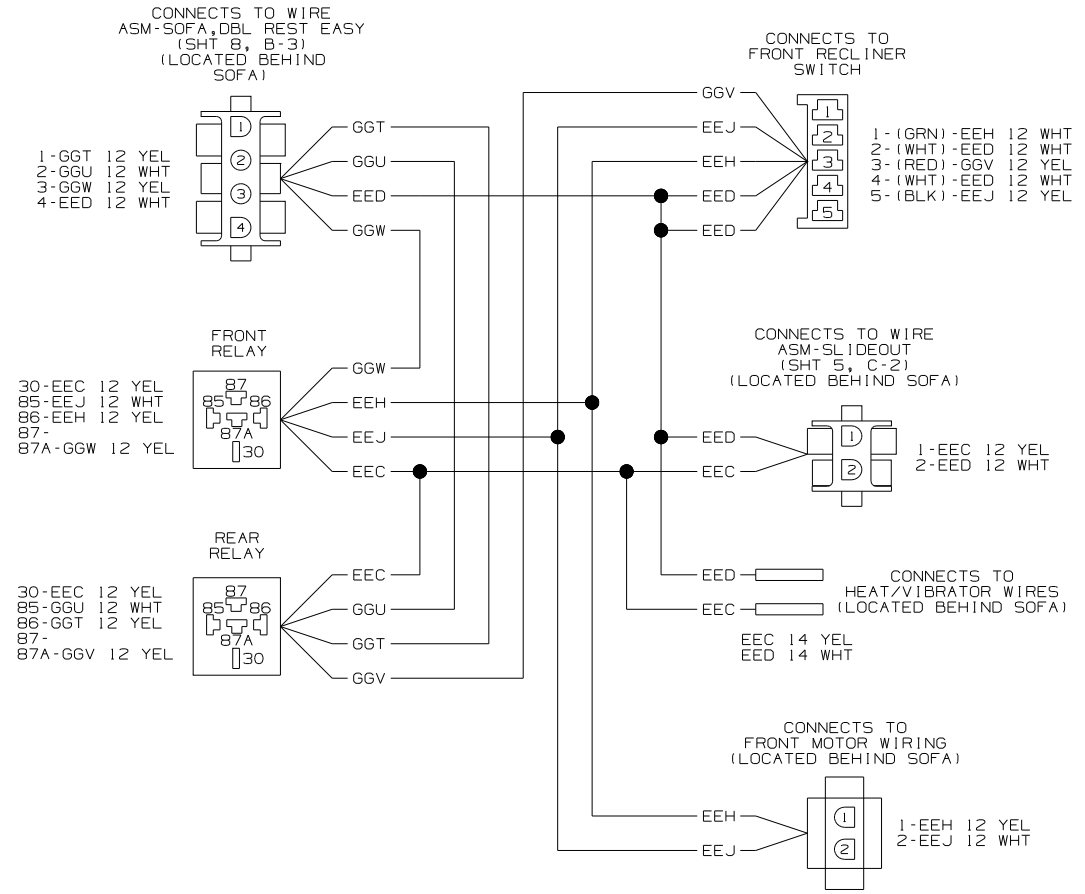 CONNECTS TO WIRE
ASM-SOFA,DBL REST EASY
(SHT 8, B-3)
(LOCATED BEHIND
SOFA)
1
2
3
4
1-GGT 12 YEL
2-GGU 12 WHT
3-GGW 12 YEL
4-EED 12 WHT
GGT
GGU
EED
GGW
CONNECTS TO
FRONT RECLINER
SWITCH
GGV
EEJ
EEH
EED
EED
1
2
3
4
5
1-(GRN)-EEH 12 WHT
2-(WHT)-EED 12 WHT
3-(RED)-GGV 12 YEL
4-(WHT)-EED 12 WHT
5-(BLK)-EEJ 12 YEL
FRONT
RELAY
30-EEC 12 YEL
85-EEJ 12 WHT
86-EEH 12 YEL
87-
87A-GGW 12 YEL
87
85 86
87A
30
GGW
EEH
EEJ
EEC
CONNECTS TO WIRE
ASM-SLIDEOUT
(SHT 5, C-2)
(LOCATED BEHIND SOFA)
EED
EEC
1
2
1-EEC 12 YEL
2-EED 12 WHT
REAR
RELAY
30-EEC 12 YEL
85-GGU 12 WHT
86-GGT 12 YEL
87-
87A-GGV 12 YEL
87
85 86
87A
30
EEC
GGU
GGT
GGV
EED
EEC
CONNECTS TO
HEAT/VIBRATOR WIRES
(LOCATED BEHIND SOFA)
EEC 14 YEL
EED 14 WHT
CONNECTS TO
FRONT MOTOR WIRING
(LOCATED BEHIND SOFA)
EEH
EEJ
1
2
1-EEH 12 YEL
2-EEJ 12 WHT